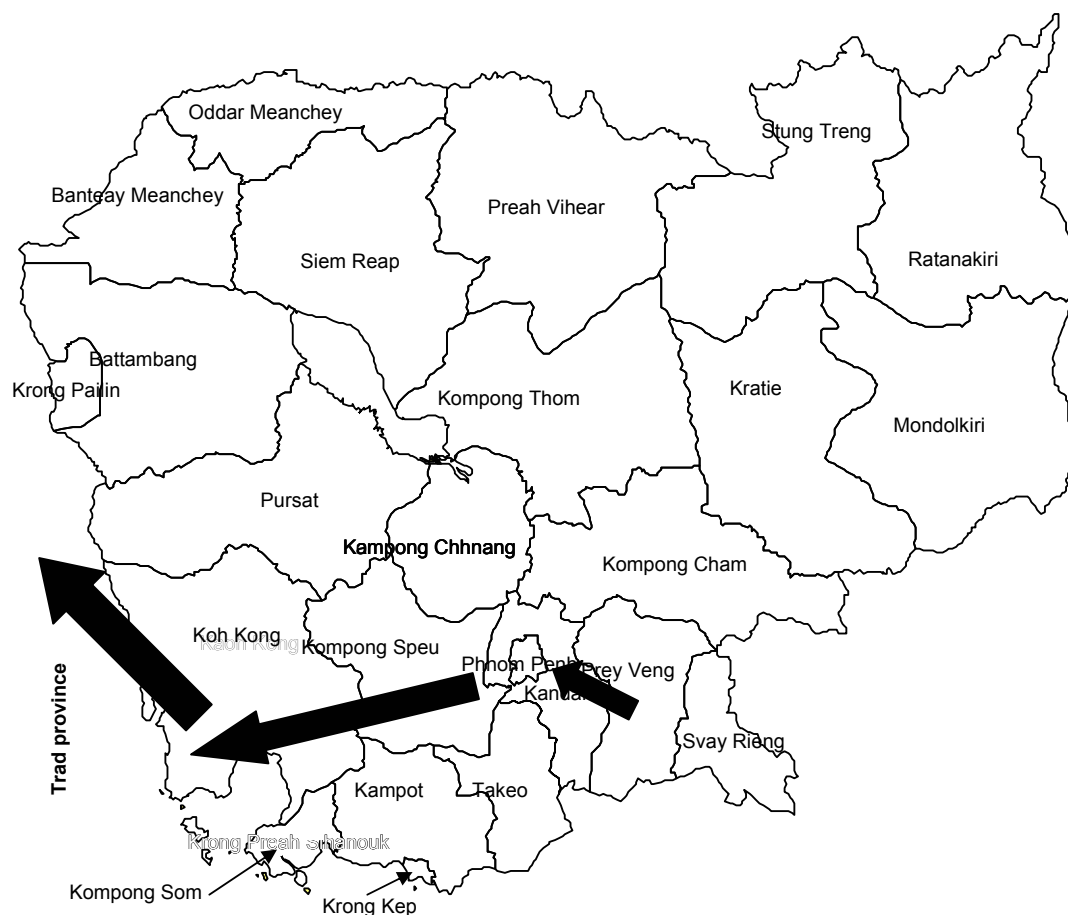 Oddar Meanchey
Stung Treng
Banteay Meanchey
Preah Vihear
Siem Reap
Ratanakiri
Battambang
Krong Pailin
Kompong Thom
Kratie
Mondolkiri
Pursat
Kampong Chhnang
Kompong Cham
Koh Kong
Kaoh Kong
Kompong Speu
Phnom Penh
Prey Veng
Kandal
Trad province
Svay Rieng
Kampot
Takeo
Krong Preah Sihanouk
Kompong Som
Krong Kep